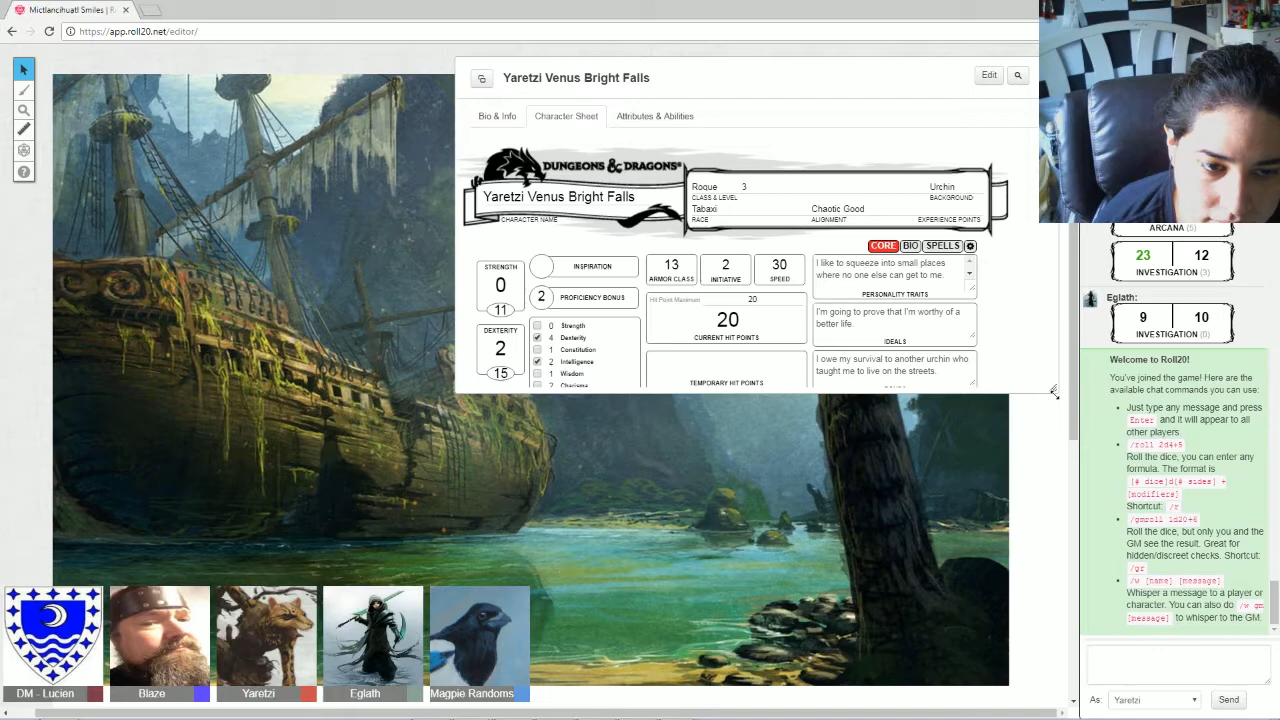 Mictlancihuatl Smiles | R
https://app.roll20.net/editor/
Yaretzi Venus Bright Falls
Edit
Bio & Info
Character Sheet
Attributes & Abilities
DUNGEONS & DRAGONS®
Yaretzi Venus Bright Falls
CHARACTER NAME
Rogue 3
CLASS & LEVEL
Urchin
BACKGROUND
Tabaxi
RACE
Chaotic Good
ALIGNMENT
EXPERIENCE POINTS
CORE BIO SPELLS
STRENGTH
0
11
DEXTERITY
2
15
INSPIRATION
2 PROFICIENCY BONUS
0 Strength
4 Dexterity
1 Constitution
2 Intelligence
1 Wisdom
2 Charisma
13
ARMOR CLASS
2
INITIATIVE
30
SPEED
Hit Point Maximum 20
20
CURRENT HIT POINTS
TEMPORARY HIT POINTS
I like to squeeze into small places
where no one else can get to me.
PERSONALITY TRAITS
I'm going to prove that I'm worthy of a
better life.
IDEALS
I owe my survival to another urchin who
taught me to live on the streets.
ARCANA (5)
23 12
INVESTIGATION (3)
Eglath:
9 10
INVESTIGATION (0)
Welcome to Roll20!
You've joined the game! Here are the
available chat commands you can use:
Just type any message and press
Enter and it will appear to all
other players.
/roll 2d4+5
Roll the dice, you can enter any
formula. The format is
[# dice]d[# sides] +
[modifiers]
Shortcut: /r
/gmroll 1d20+6
Roll the dice, but only you and the
GM see the result. Great for
hidden/discreet checks. Shortcut:
/gr
/w [name] [message]
Whisper a message to a player or
character. You can also do /w gm
[message] to whisper to the GM.
As: Yaretzi
Send
DM - Lucien
Blaze
Yaretzi
Eglath
Magpie Randoms